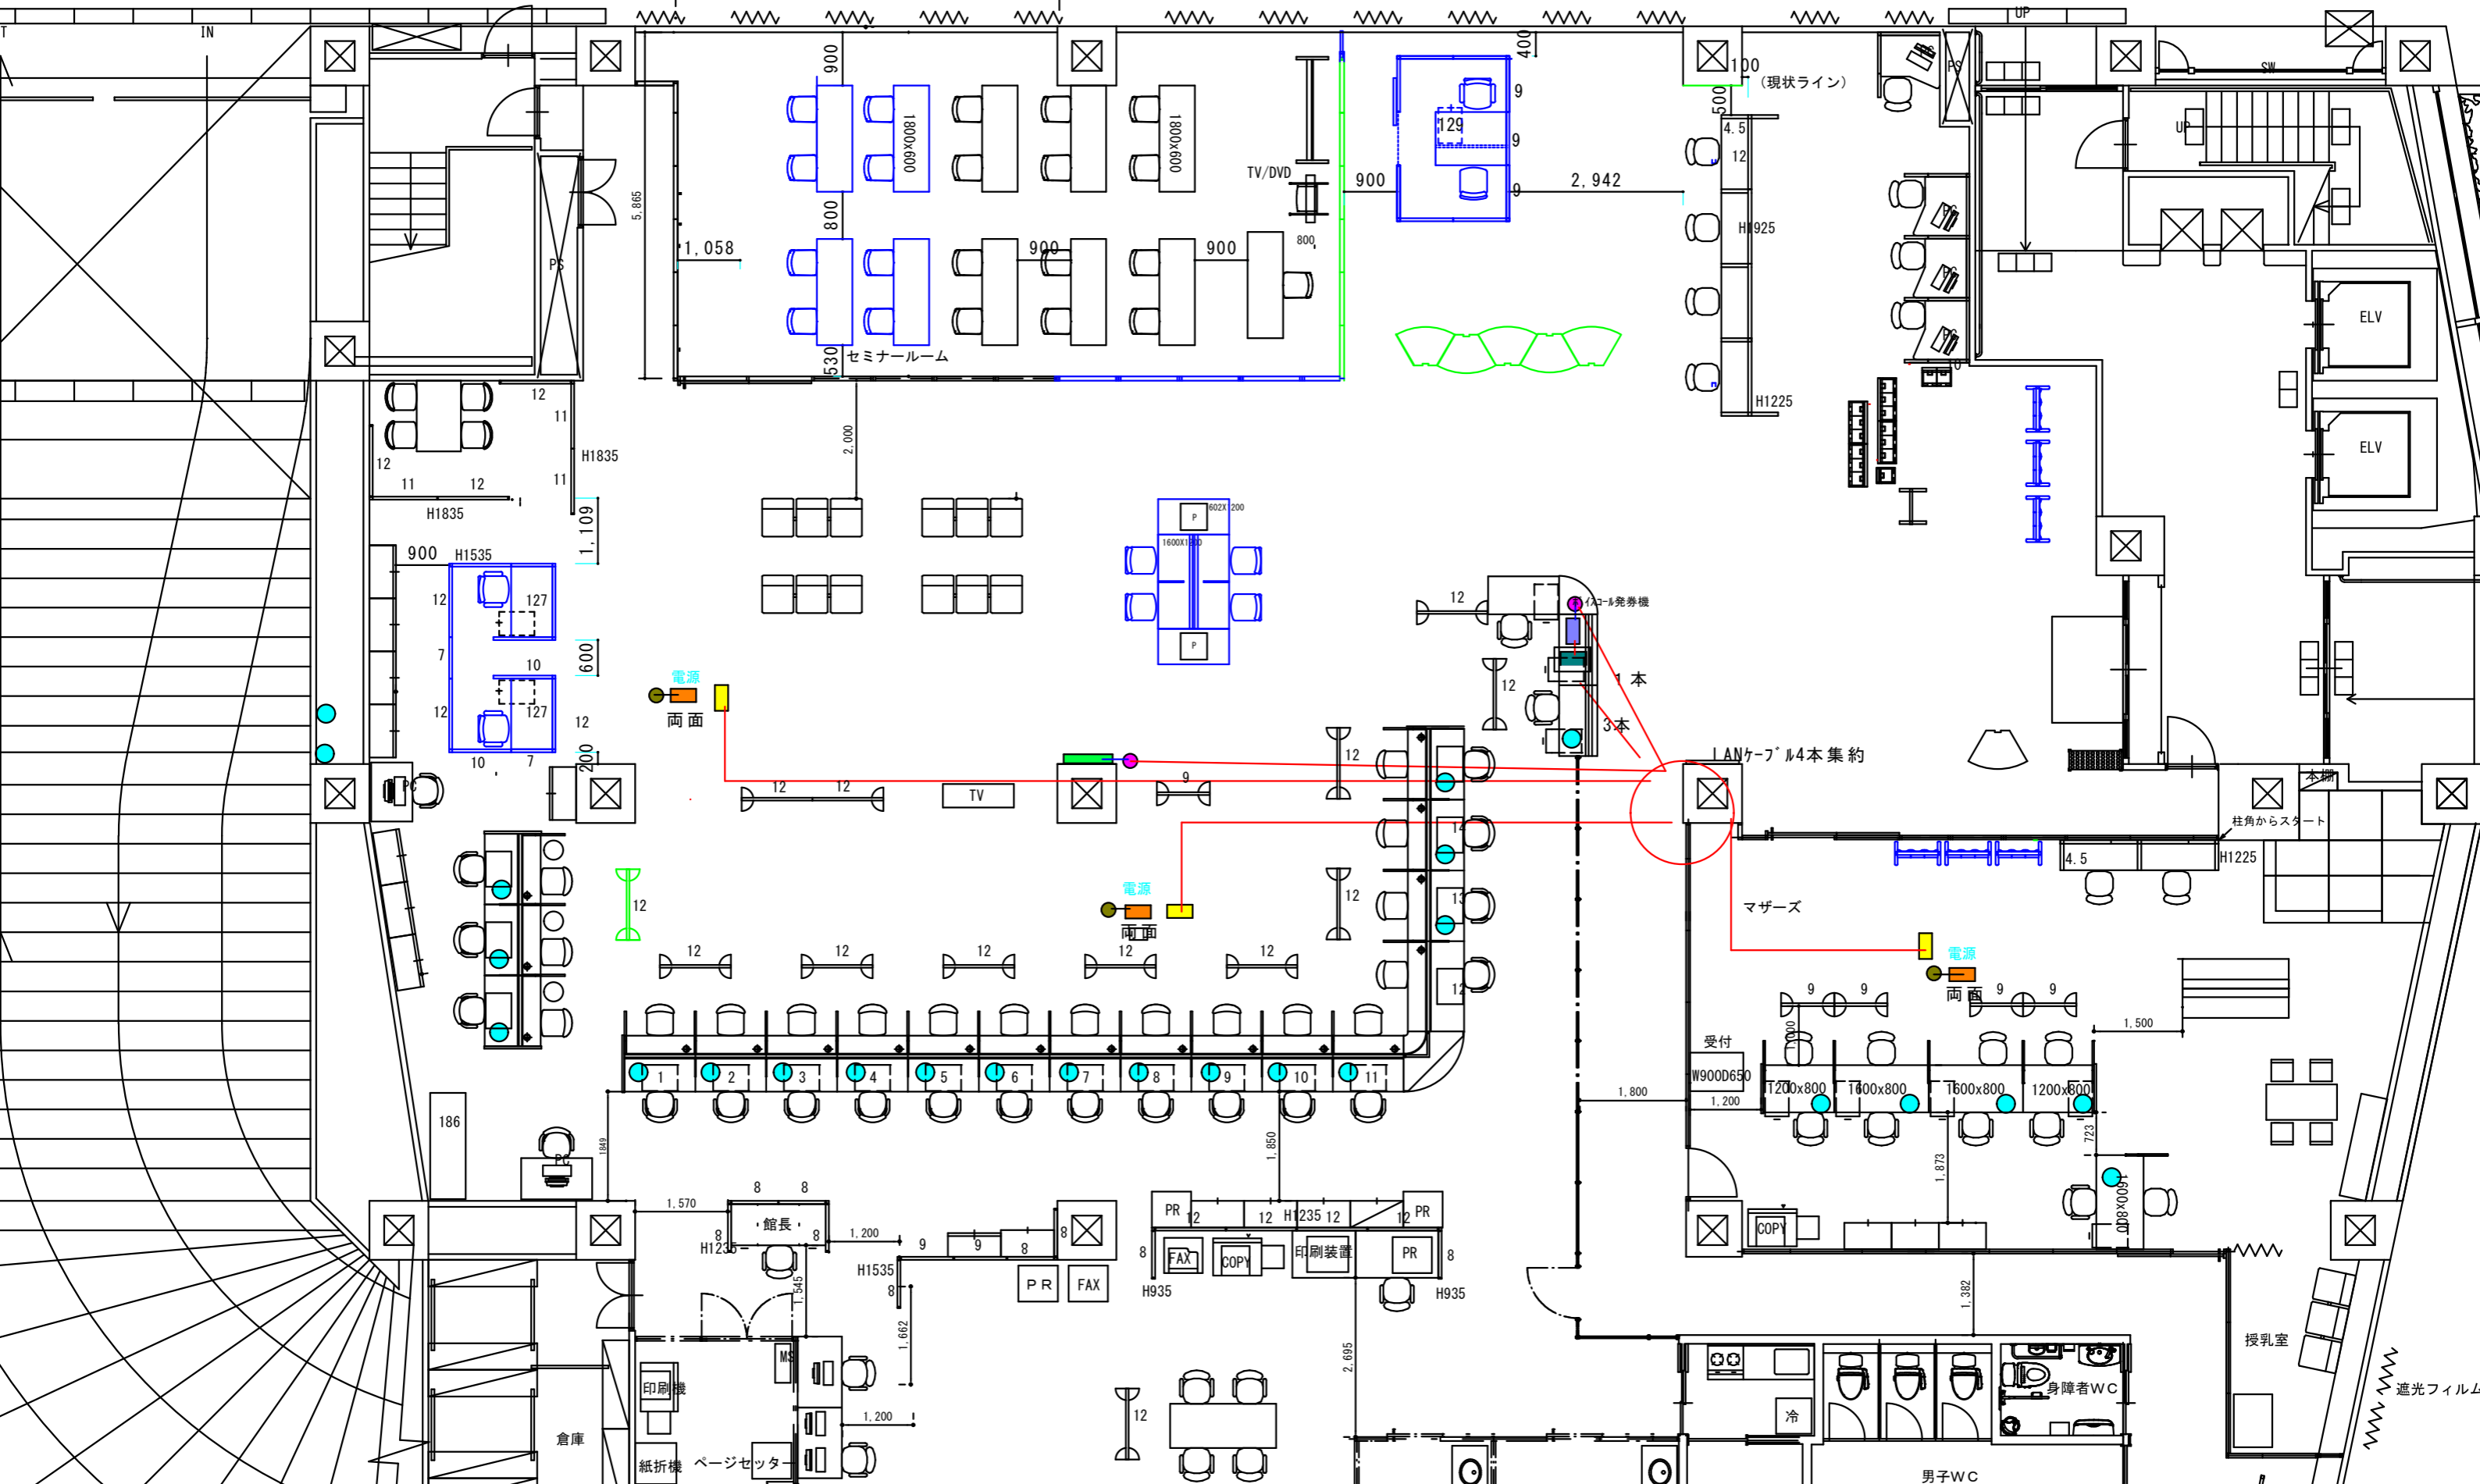 T
IN
UP
900
400
100
(現状ライン)
PS
SW
500
4.5
12
9
129
9
9
1800x600
1800x600
UP
TV/DVD
900
2,942
5,865
800
1,058
900
900
800
H1925
PS
PC
PC
PC
ELV
530
セミナールーム
12
11
H1225
2,000
12
11
H1835
11
12
H1835
ELV
1,109
P
602X1200
1600X1200
900
H1535
12
127
7
10
600
12
127
12
200
10
7
P
12
イスコール発券機
電源
両面
12
1本
3本
12
LANケーブル4本集約
PC
12
12
TV
9
本棚
柱角からスタート
14
4.5
H1225
12
電源
両面
12
13
マザーズ
電源
両面
12
12
12
12
12
12
9
9
9
9
1,000
1,500
受付
W900D650
1
2
3
4
5
6
7
8
9
10
11
1200x800
1600x800
1600x800
1200x800
1,800
1,200
186
1849
1,850
723
1,873
PC
1600x800
1,570
8
8
館長
8
8
H1235
1,200
9
9
8
8
PR
12
12
H1235
12
12
PR
COPY
H1535
8
PR
FAX
8
FAX
COPY
印刷装置
PR
8
H935
H935
1,545
1,662
1,382
2,695
MS
印刷機
授乳室
身障者WC
遮光フィルム
1,200
12
冷
倉庫
紙折機
ページセッター
男子WC